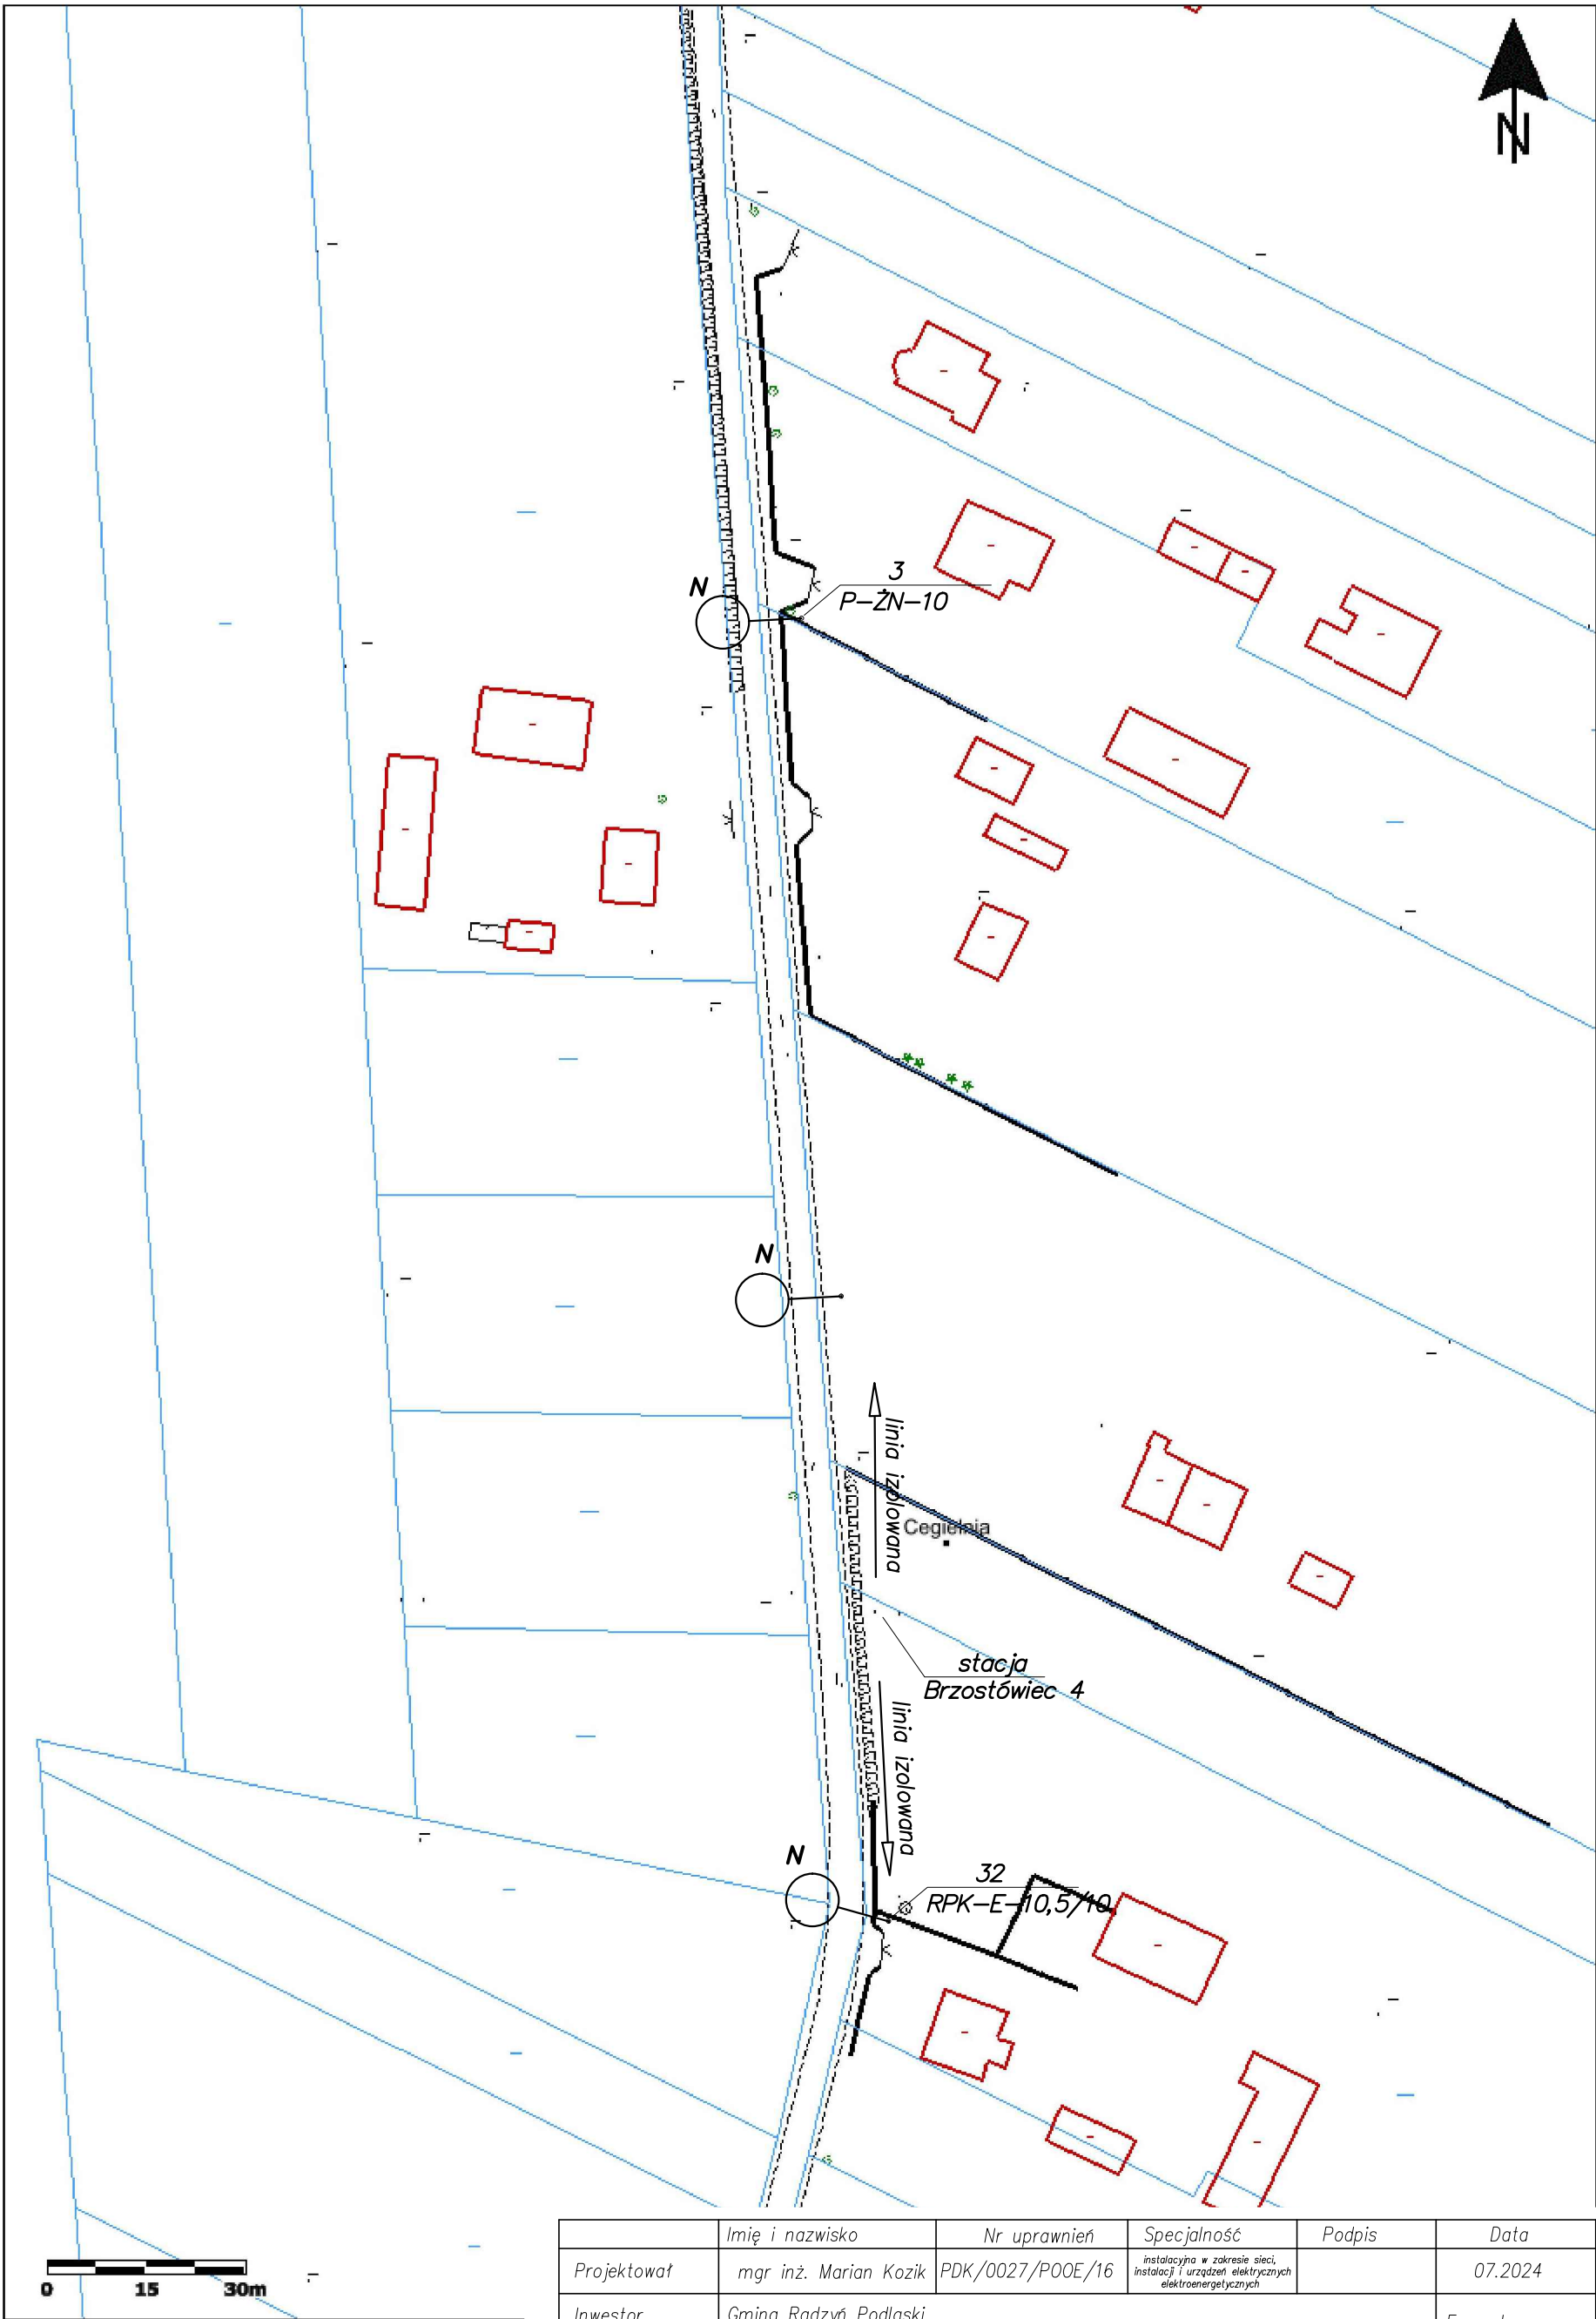 N
N
3
P-ŻN-10
N
linia izolowana
Cegielnia
stacja
Brzostówiec 4
linia izolowana
N
32
RPK-E-10,5/10
0 15 30m
Imię i nazwisko Nr uprawnień Specjalność Podpis Data
Projektował mgr inż. Marian Kozik PDK/0027/POOE/16 instalacyjna w zakresie sieci,
instalacji i urządzeń elektrycznych
elektroenergetycznych
07.2024
Inwestor Gmina Radzyń Podlaski